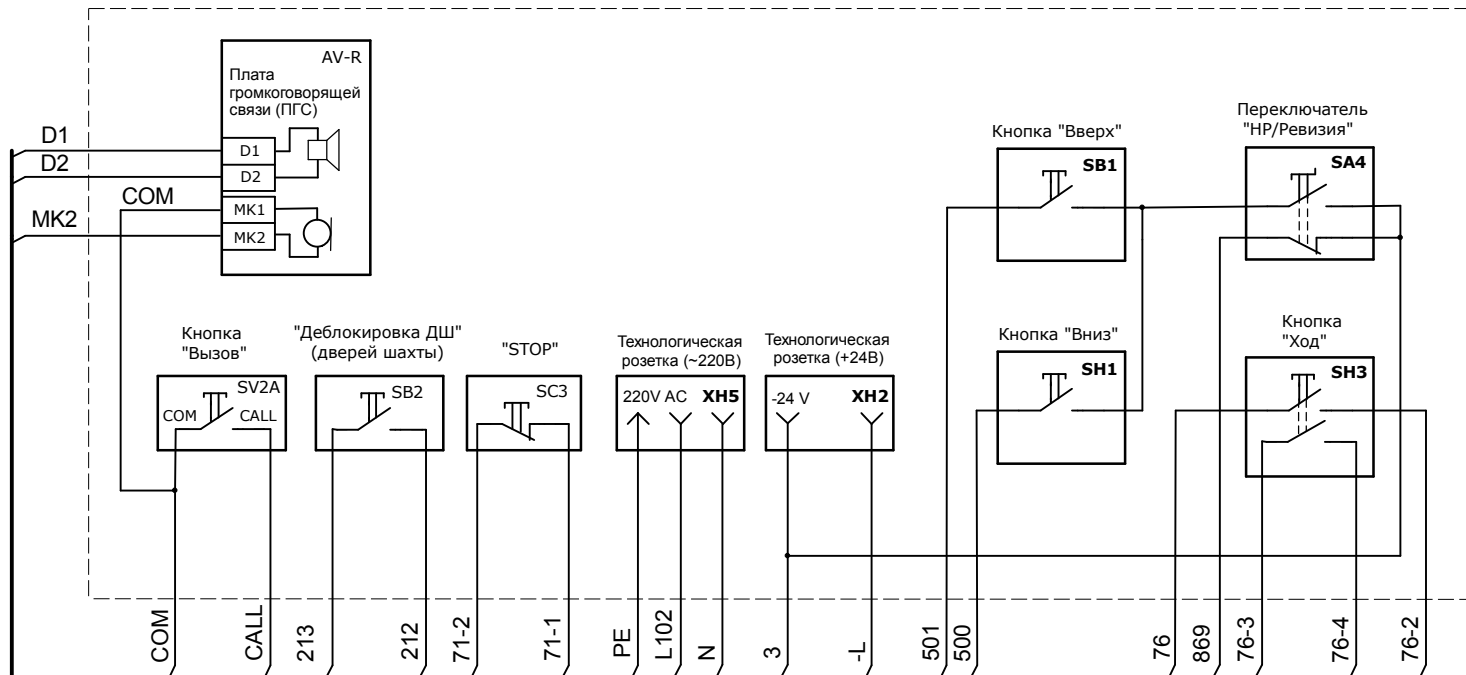 AV-R
Плата
громкоговорящей
связи (ПГС)
D1
D1
D2
D2
COM
MK1
MK2
MK2
Кнопка "Вверх"
SB1
Переключатель
"НР/Ревизия"
SA4
Кнопка
"Вызов"
SV2A
COM
CALL
"Деблокировка ДШ"
(дверей шахты)
SB2
"STOP"
SC3
Технологическая
розетка (~220В)
220V AC
XH5
Технологическая
розетка (+24В)
-24 V
XH2
Кнопка "Вниз"
SH1
Кнопка
"Ход"
SH3
COM
CALL
213
212
71-2
71-1
PE
L102
N
3
-L
501
500
76
869
76-3
76-4
76-2